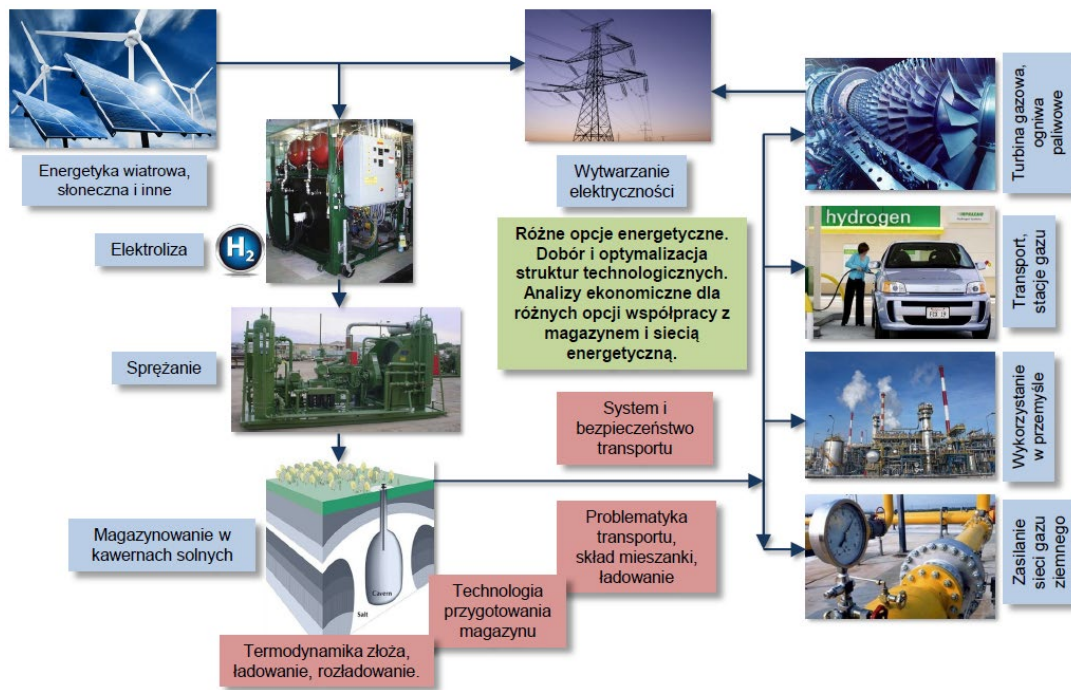 Energetyka wiatrowa,
słoneczna i inne
Elektroliza
H2
Sprężanie
Magazynowanie w
kawernach solnych
Cavern
Salt
Termodynamika złoża,
ładowanie, rozładowanie.
Technologia
przygotowania
magazynu
Problematyka
transportu,
skład mieszanki,
ładowanie
System i
bezpieczeństwo
transportu
Wytwarzanie
elektryczności
Różne opcje energetyczne.
Dobór i optymalizacja
struktur technologicznych.
Analizy ekonomiczne dla
różnych opcji współpracy z
magazynem i siecią
energetyczną.
Turbina gazowa,
ogniwa
paliwowe
hydrogen
Transport,
stacje gazu
Wykorzystanie
w przemyśle
Zasilanie
sieci gazu
ziemnego